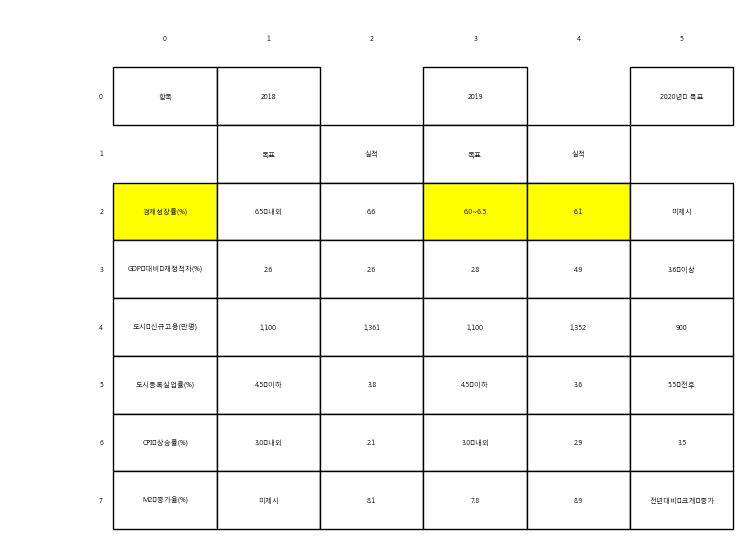 0 1 2 3 4 5
0 항목 2018 2019 2020년 목표
1 목표 실적 목표 실적
2 경제성장률(%) 6.5 내외 6.6 6.0~6.5 6.1 미제시
3 GDP 대비 재정적자(%) 2.6 2.6 2.8 4.9 3.6 이상
4 도시 신규고용(만명) 1,100 1,361 1,100 1,352 900
5 도시등록실업률(%) 4.5 이하 3.8 4.5 이하 3.6 5.5 전후
6 CPI 상승률(%) 3.0 내외 2.1 3.0 내외 2.9 3.5
7 M2 증가율(%) 미제시 8.1 7.8 8.9 전년대비 크게 증가